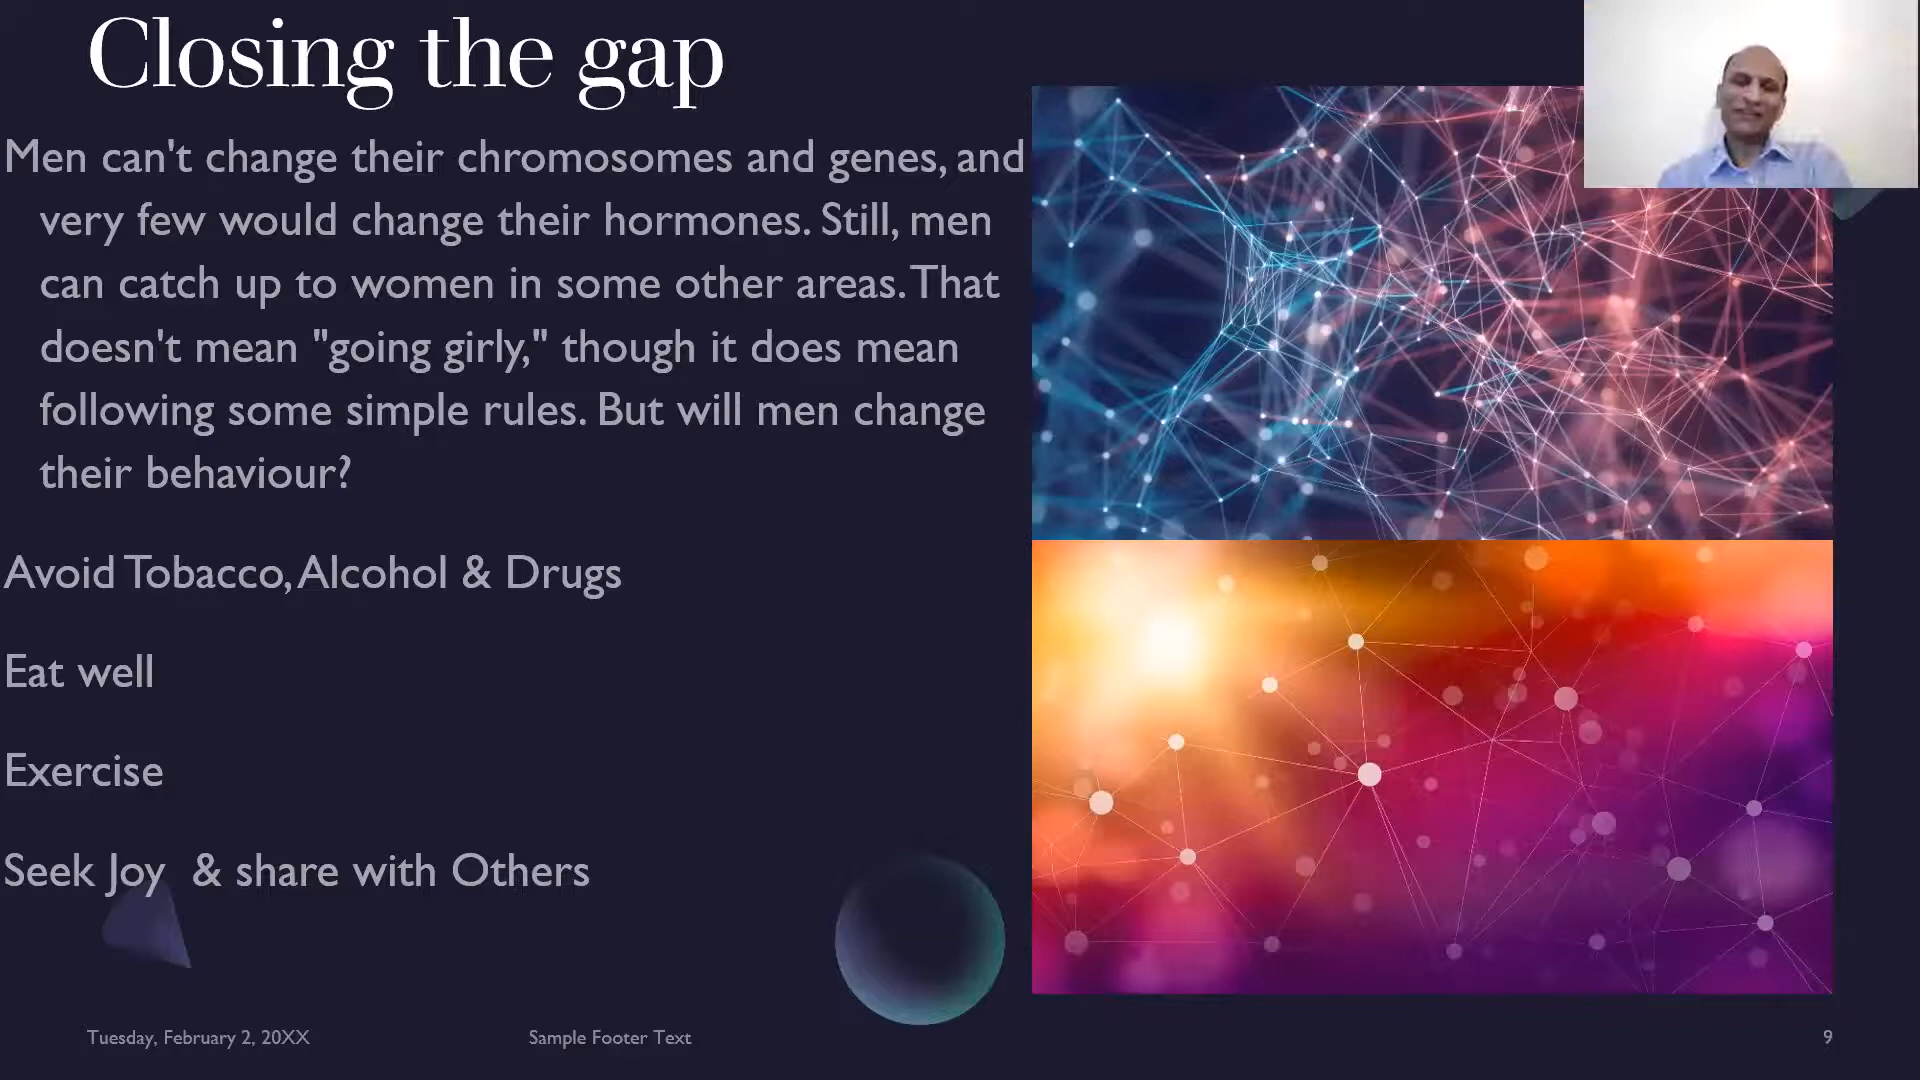 Closing the gap
Men can't change their chromosomes and genes, and
very few would change their hormones. Still, men
can catch up to women in some other areas. That
doesn't mean "going girly," though it does mean
following some simple rules. But will men change
their behaviour?
Avoid Tobacco, Alcohol & Drugs
Eat well
Exercise
Seek Joy & share with Others
Tuesday, February 2, 20XX
Sample Footer Text
9